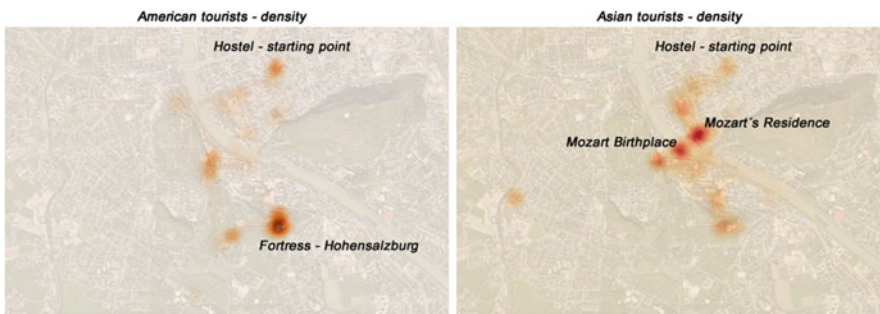 American tourists - density
Hostel - starting point
Fortress - Hohensalzburg
Asian tourists - density
Hostel - starting point
Mozart´s Residence
Mozart Birthplace